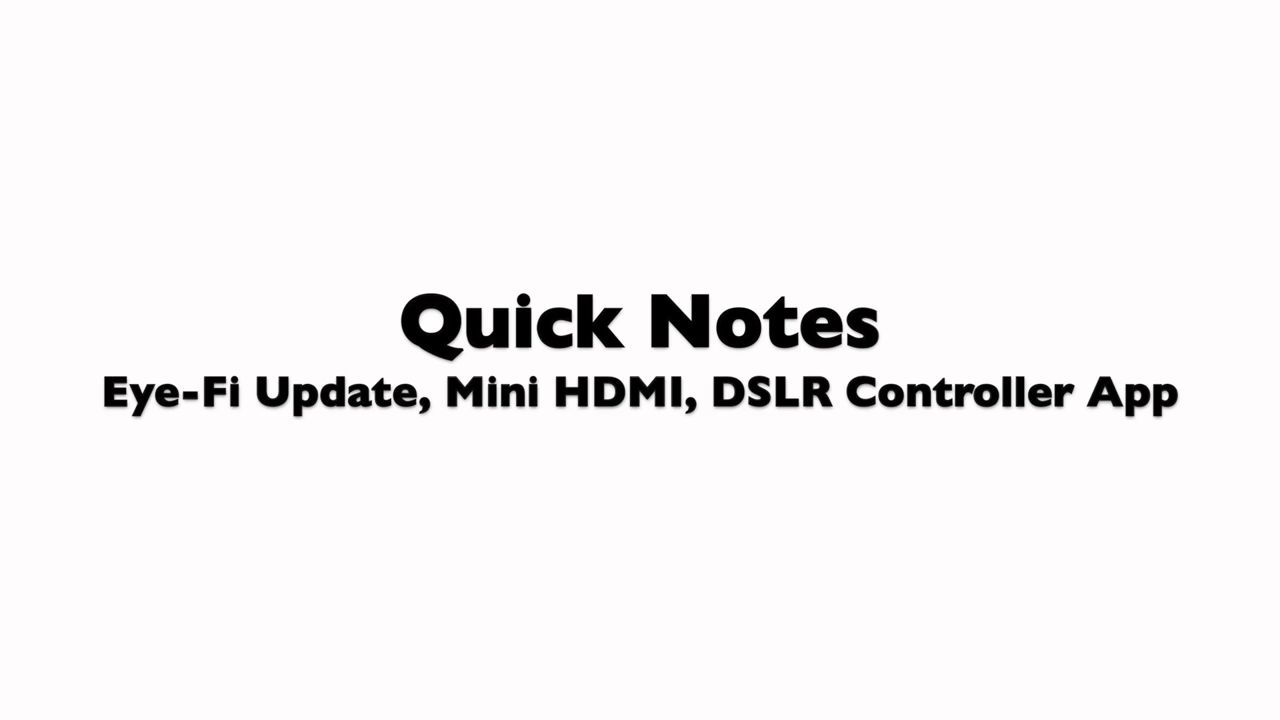 Quick Notes
Eye-Fi Update, Mini HDMI, DSLR Controller App